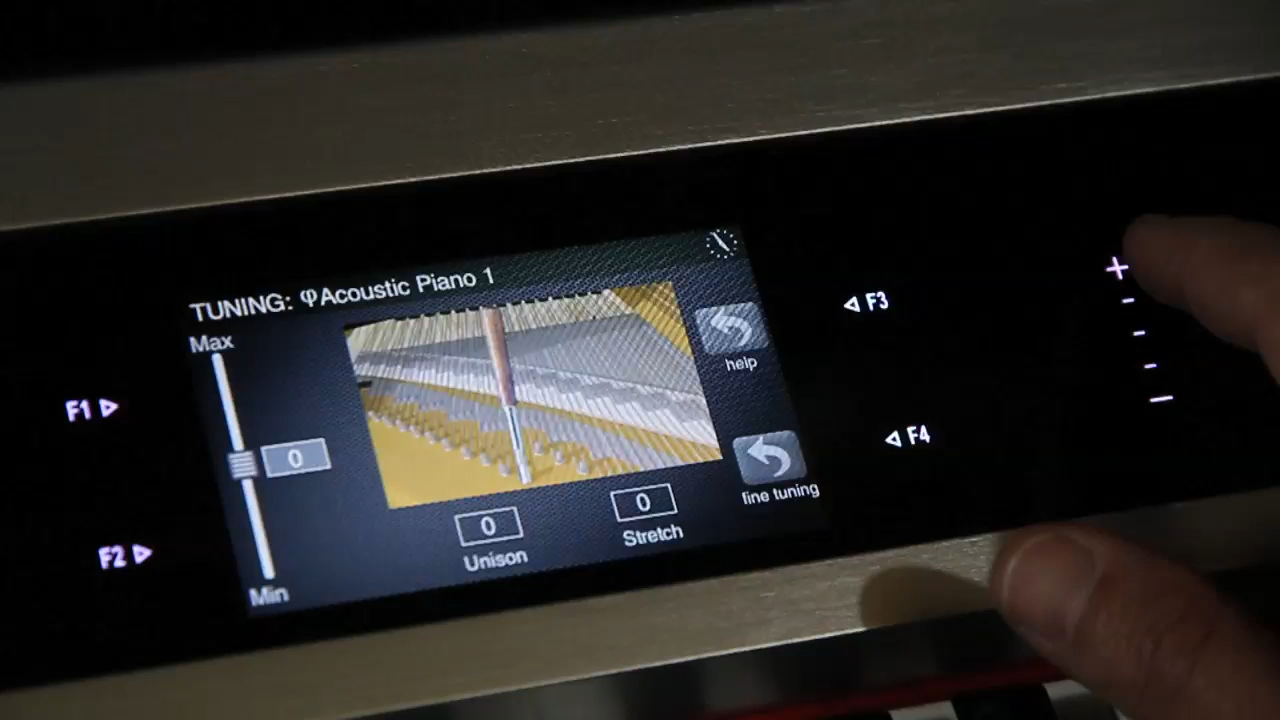 TUNING: φAcoustic Piano 1
Max
0
Min
0
Unison
0
Stretch
help
fine tuning
F1
F2
F3
F4
+
-
-
-
—